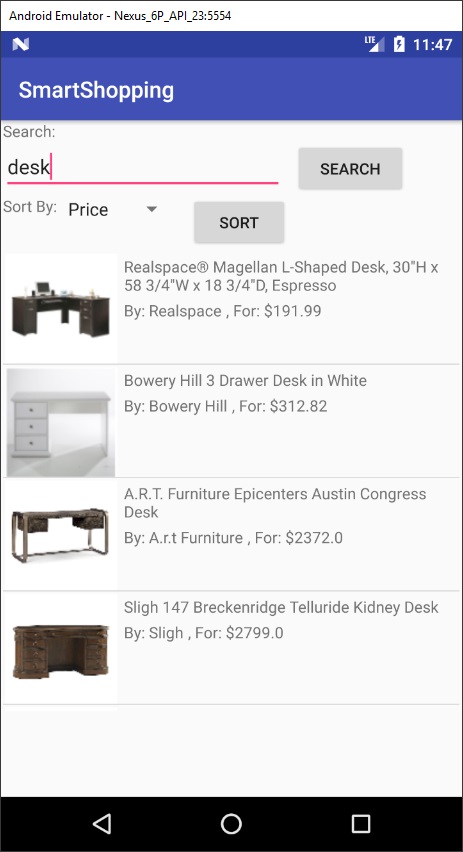 Android Emulator - Nexus_6P_API_23:5554
LTE 11:47
SmartShopping
Search:
desk SEARCH
Sort By: Price SORT
Realspace® Magellan L-Shaped Desk, 30"H x
58 3/4"W x 18 3/4"D, Espresso
By: Realspace , For: $191.99
Bowery Hill 3 Drawer Desk in White
By: Bowery Hill , For: $312.82
A.R.T. Furniture Epicenters Austin Congress
Desk
By: A.r.t Furniture , For: $2372.0
Sligh 147 Breckenridge Telluride Kidney Desk
By: Sligh , For: $2799.0